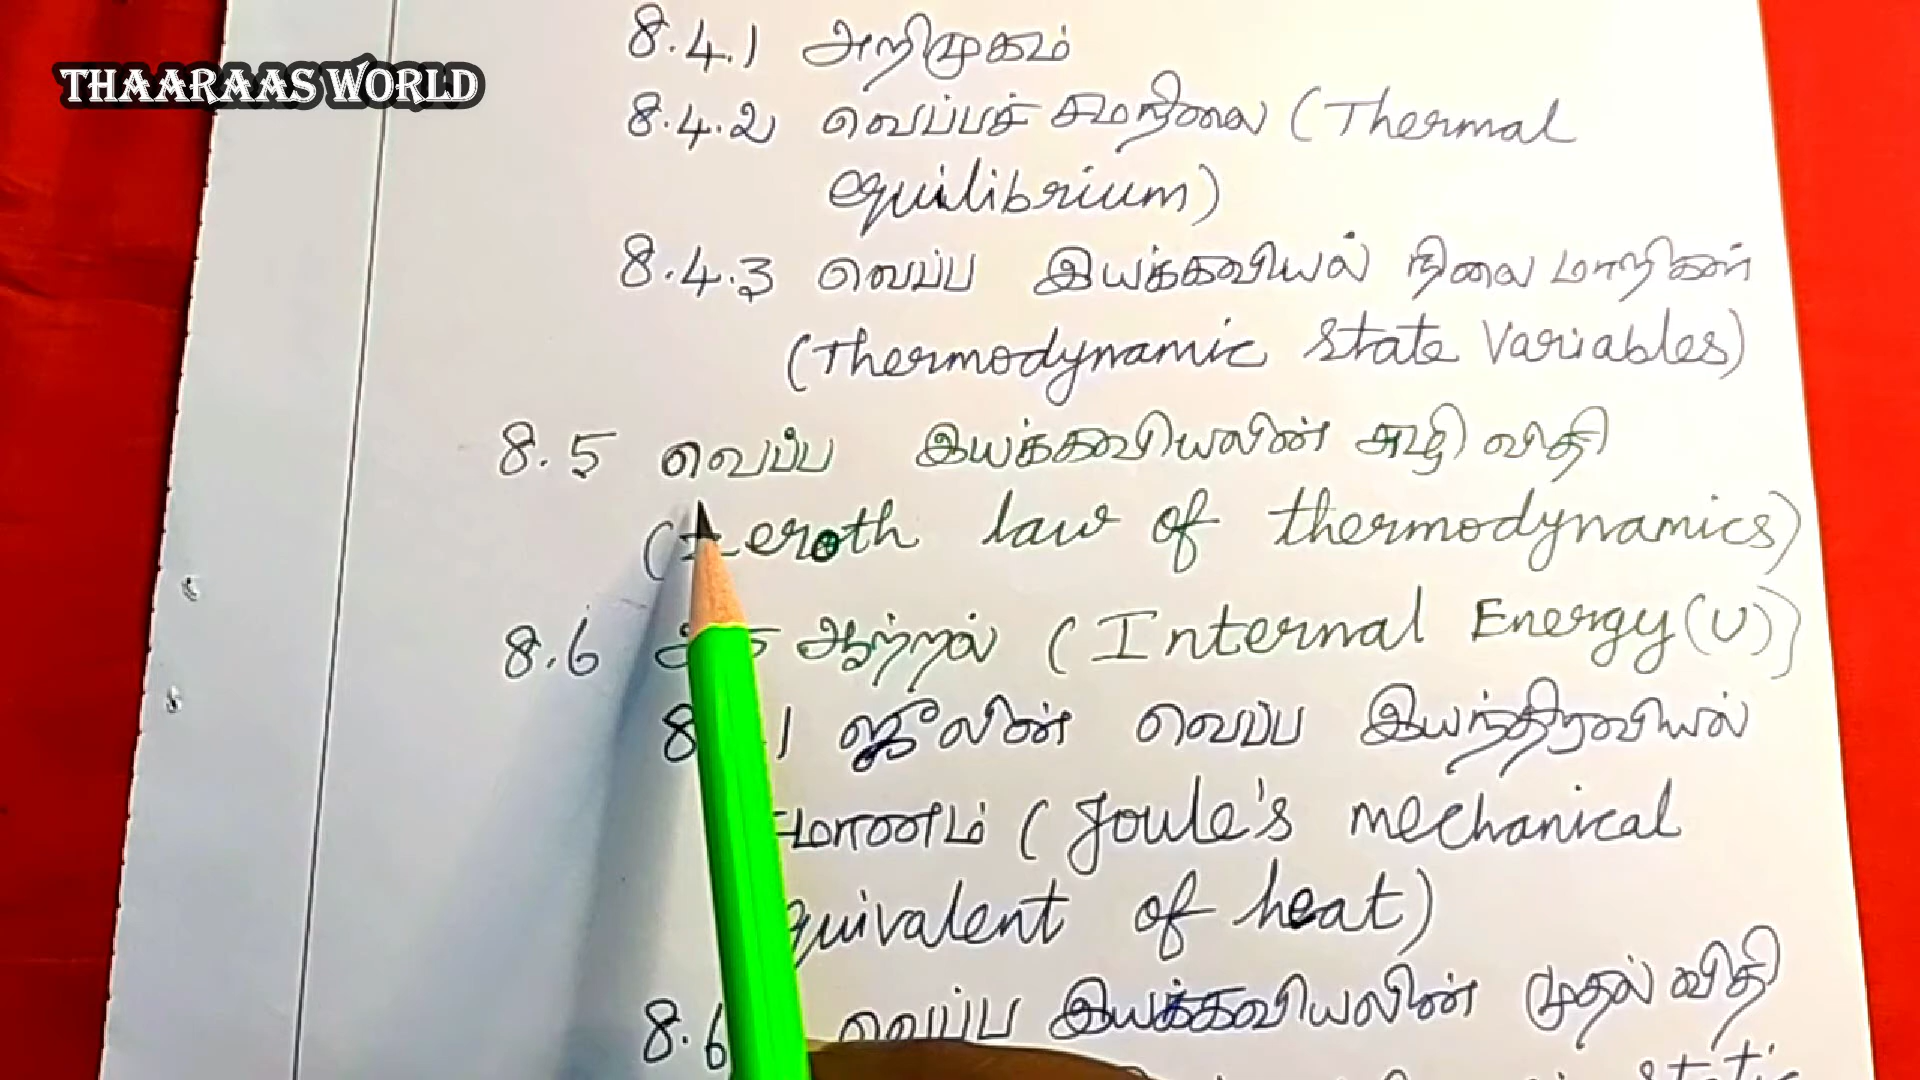 THAARAAS WORLD
8.4.1 அறிமுகம்
8.4.2 வெப்பச் சமநிலை (Thermal
equilibrium)
8.4.3 வெப்ப இயக்கவியல் நிலை மாறிகள்
(Thermodynamic State Variables)
8.5 வெப்ப இயக்கவியலின் சுழி விதி
(Zeroth law of thermodynamics)
8.6 ஆற்றல் (Internal Energy (U))
ஜூலின் வெப்ப இயந்திரவியல்
(Joule's mechanical
of heat)
வெப்ப இயக்கவியலின் முதல் விதி